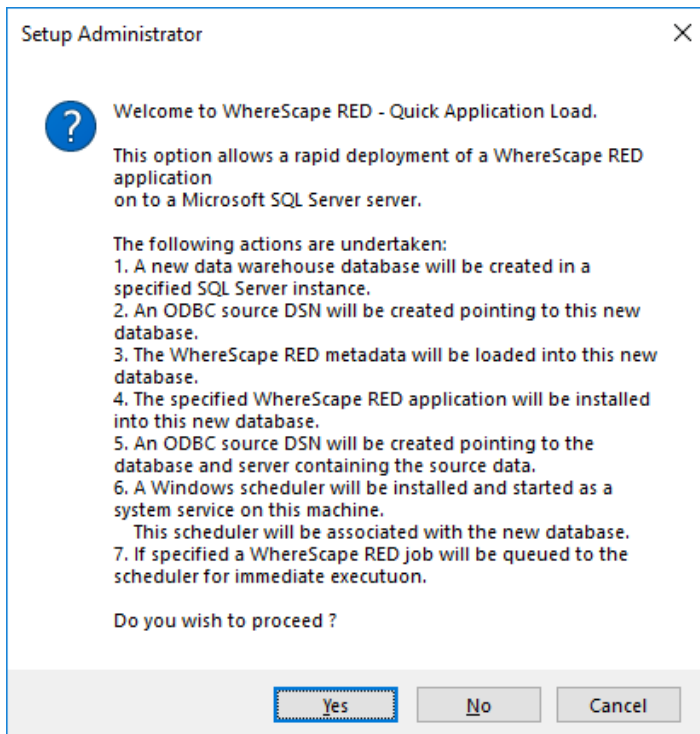 Setup Administrator
Welcome to WhereScape RED - Quick Application Load.
This option allows a rapid deployment of a WhereScape RED
application
on to a Microsoft SQL Server server.
The following actions are undertaken:
1. A new data warehouse database will be created in a
specified SQL Server instance.
2. An ODBC source DSN will be created pointing to this new
database.
3. The WhereScape RED metadata will be loaded into this new
database.
4. The specified WhereScape RED application will be installed
into this new database.
5. An ODBC source DSN will be created pointing to the
database and server containing the source data.
6. A Windows scheduler will be installed and started as a
system service on this machine.
This scheduler will be associated with the new database.
7. If specified a WhereScape RED job will be queued to the
scheduler for immediate executuon.
Do you wish to proceed ?
Yes No Cancel